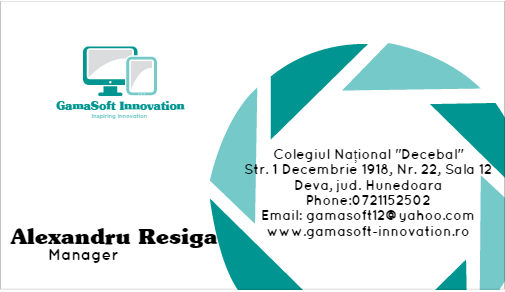 GamaSoft Innovation
Inspiring Innovation
Colegiul Național "Decebal"
Str. 1 Decembrie 1918, Nr. 22, Sala 12
Deva, jud. Hunedoara
Phone:0721152502
Email: gamasoft12@yahoo.com
www.gamasoft-innovation.ro
Alexandru Resiga
Manager